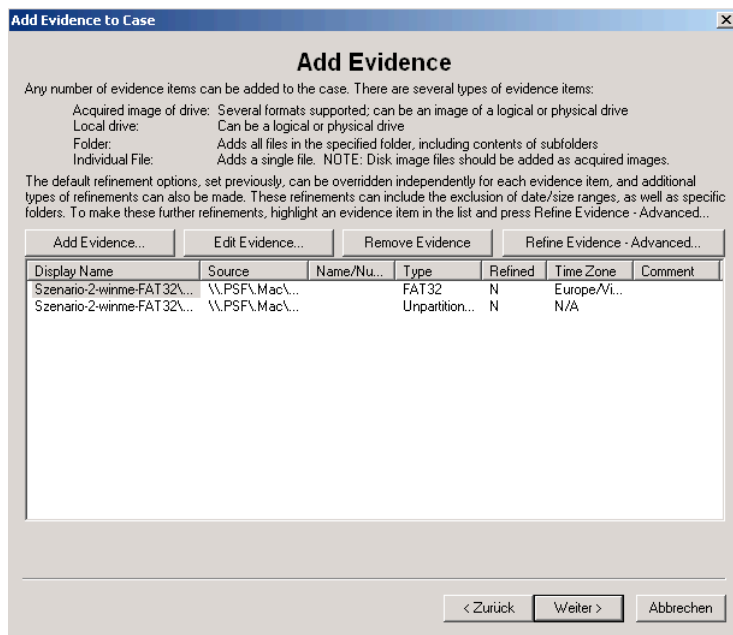 Add Evidence to Case
Add Evidence
Any number of evidence items can be added to the case. There are several types of evidence items:
Acquired image of drive: Several formats supported; can be an image of a logical or physical drive
Local drive: Can be a logical or physical drive
Folder: Adds all files in the specified folder, including contents of subfolders
Individual File: Adds a single file. NOTE: Disk image files should be added as acquired images.
The default refinement options, set previously, can be overridden independently for each evidence item, and additional
types of refinements can also be made. These refinements can include the exclusion of date/size ranges, as well as specific
folders. To make these further refinements, highlight an evidence item in the list and press Refine Evidence - Advanced...
Add Evidence... Edit Evidence... Remove Evidence Refine Evidence - Advanced...
Display Name Source Name/Nu... Type Refined Time Zone Comment
Szenario-2-winme-FAT32\... \\.PSF\.Mac\... FAT32 N Europe/Vi...
Szenario-2-winme-FAT32\... \\.PSF\.Mac\... Unpartition... N N/A
< Zurück Weiter > Abbrechen